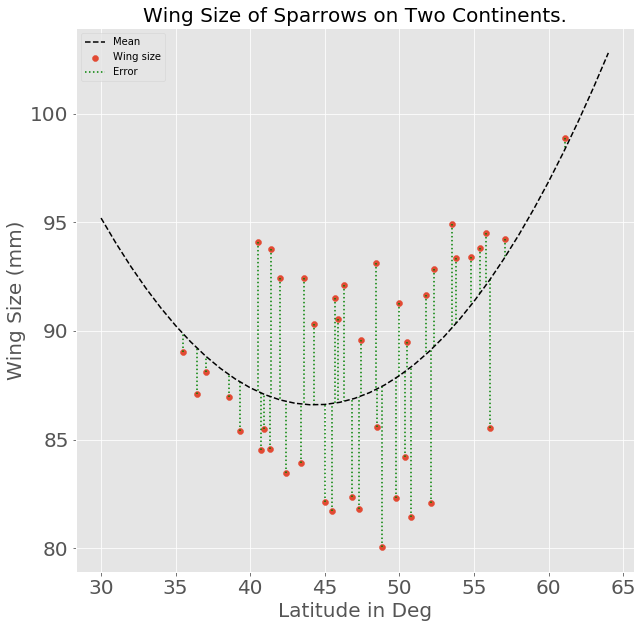 Wing Size of Sparrows on Two Continents.
Mean
Wing size
Error
100
95
90
85
80
Wing Size (mm)
30 35 40 45 50 55 60 65
Latitude in Deg